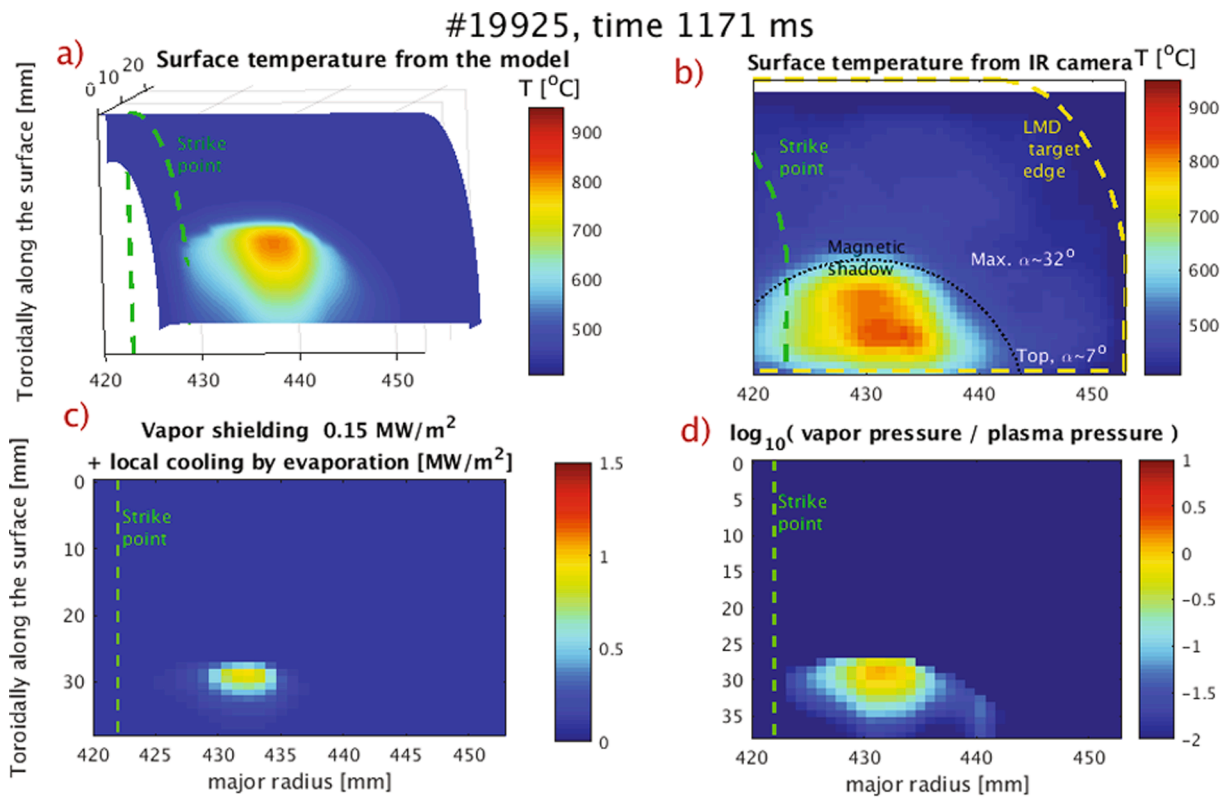 #19925, time 1171 ms
a)
Surface temperature from the model
0 10 20
T [°C]
900
800
700
600
500
Strike
point
Toroidally along the surface [mm]
420 430 440 450
b)
Surface temperature from IR camera
T [°C]
900
800
700
600
500
LMD
target
edge
Strike
point
Magnetic
shadow
Max. α~32°
Top, α~7°
420 430 440 450
c)
Vapor shielding 0.15 MW/m²
+ local cooling by evaporation [MW/m²]
1.5
1
0.5
0
Strike
point
0
10
20
30
Toroidally along the surface [mm]
420 425 430 435 440 445 450
major radius [mm]
d)
log₁₀( vapor pressure / plasma pressure )
1
0.5
0
-0.5
-1
-1.5
-2
Strike
point
0
5
10
15
20
25
30
35
420 430 440 450
major radius [mm]